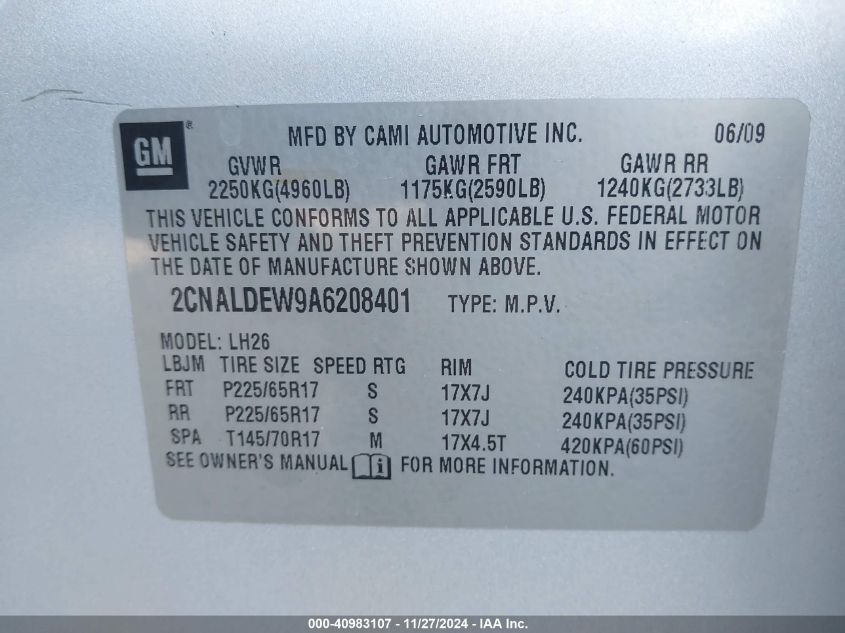 GM ®
MFD BY CAMI AUTOMOTIVE INC. 06/09
GVWR GAWR FRT GAWR RR
2250KG(4960LB) 1175KG(2590LB) 1240KG(2733LB)
THIS VEHICLE CONFORMS TO ALL APPLICABLE U.S. FEDERAL MOTOR
VEHICLE SAFETY AND THEFT PREVENTION STANDARDS IN EFFECT ON
THE DATE OF MANUFACTURE SHOWN ABOVE.
2CNALDEW9A6208401 TYPE: M.P.V.
MODEL: LH26
LBJM TIRE SIZE SPEED RTG RIM COLD TIRE PRESSURE
FRT P225/65R17 S 17X7J 240KPA(35PSI)
RR P225/65R17 S 17X7J 240KPA(35PSI)
SPA T145/70R17 M 17X4.5T 420KPA(60PSI)
SEE OWNER'S MANUAL i FOR MORE INFORMATION.
000-40983107 - 11/27/2024 - IAA Inc.